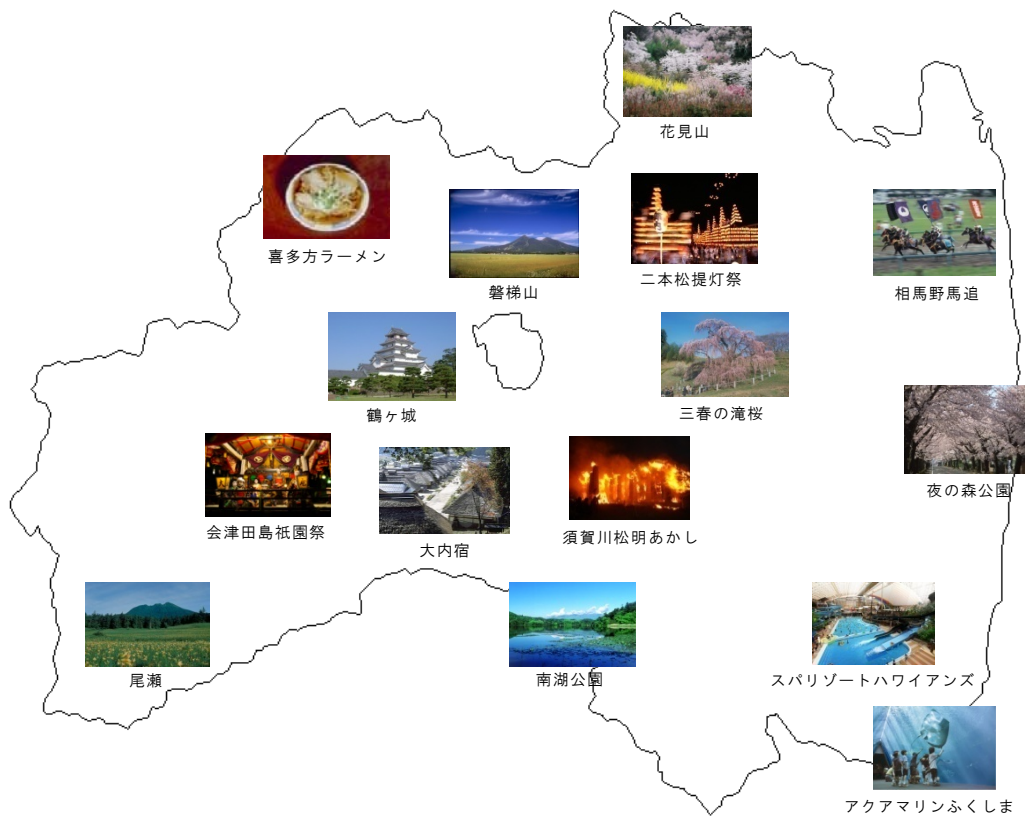 花見山
喜多方ラーメン
磐梯山
二本松提灯祭
相馬野馬追
鶴ヶ城
三春の滝桜
夜の森公園
会津田島祇園祭
大内宿
須賀川松明あかし
尾瀬
南湖公園
スパリゾートハワイアンズ
アクアマリンふくしま